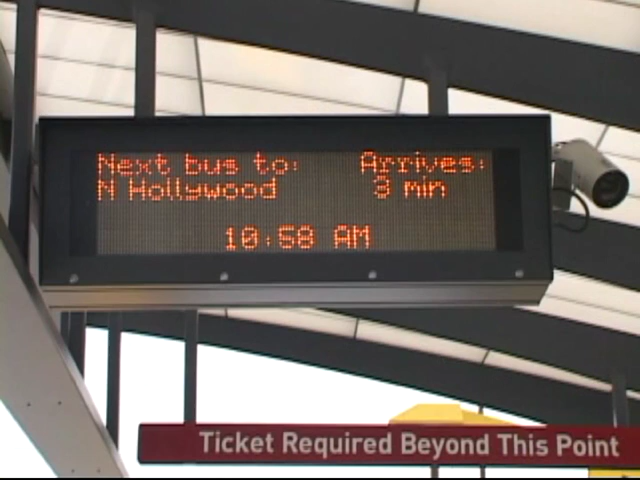 Next bus to: Arrives:
N Hollywood 3 min
10:58 AM
Ticket Required Beyond This Point